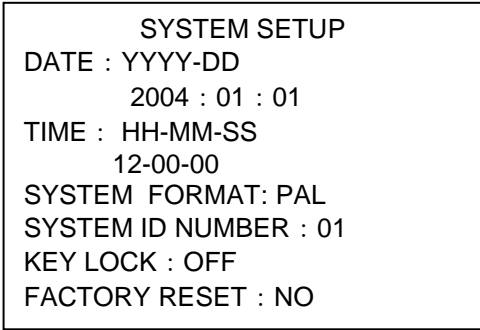 SYSTEM SETUP
DATE：YYYY-DD
2004：01：01
TIME： HH-MM-SS
12-00-00
SYSTEM FORMAT: PAL
SYSTEM ID NUMBER：01
KEY LOCK：OFF
FACTORY RESET：NO